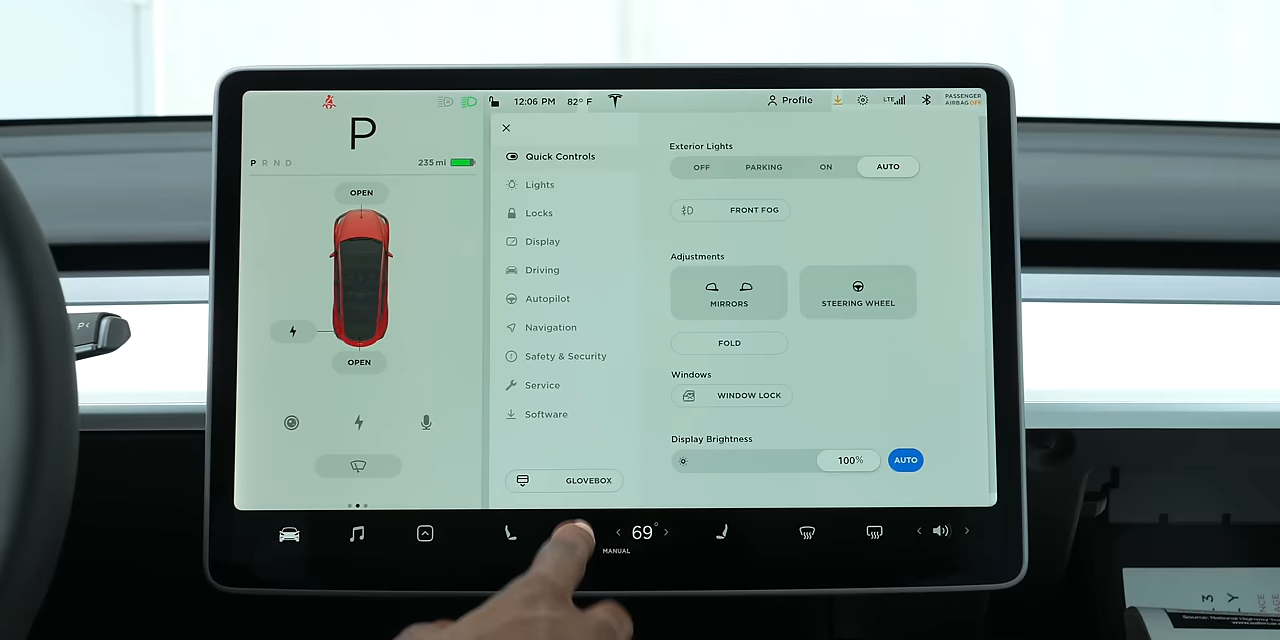 12:06 PM 82° F Profile LTE PASSENGER AIRBAG OFF
P
P R N D 235 mi
OPEN
OPEN
Quick Controls
Lights
Locks
Display
Driving
Autopilot
Navigation
Safety & Security
Service
Software
GLOVEBOX
Exterior Lights
OFF PARKING ON AUTO
FRONT FOG
Adjustments
MIRRORS STEERING WHEEL
FOLD
Windows
WINDOW LOCK
Display Brightness
100% AUTO
< 69° > < >
MANUAL
P<
3
Y